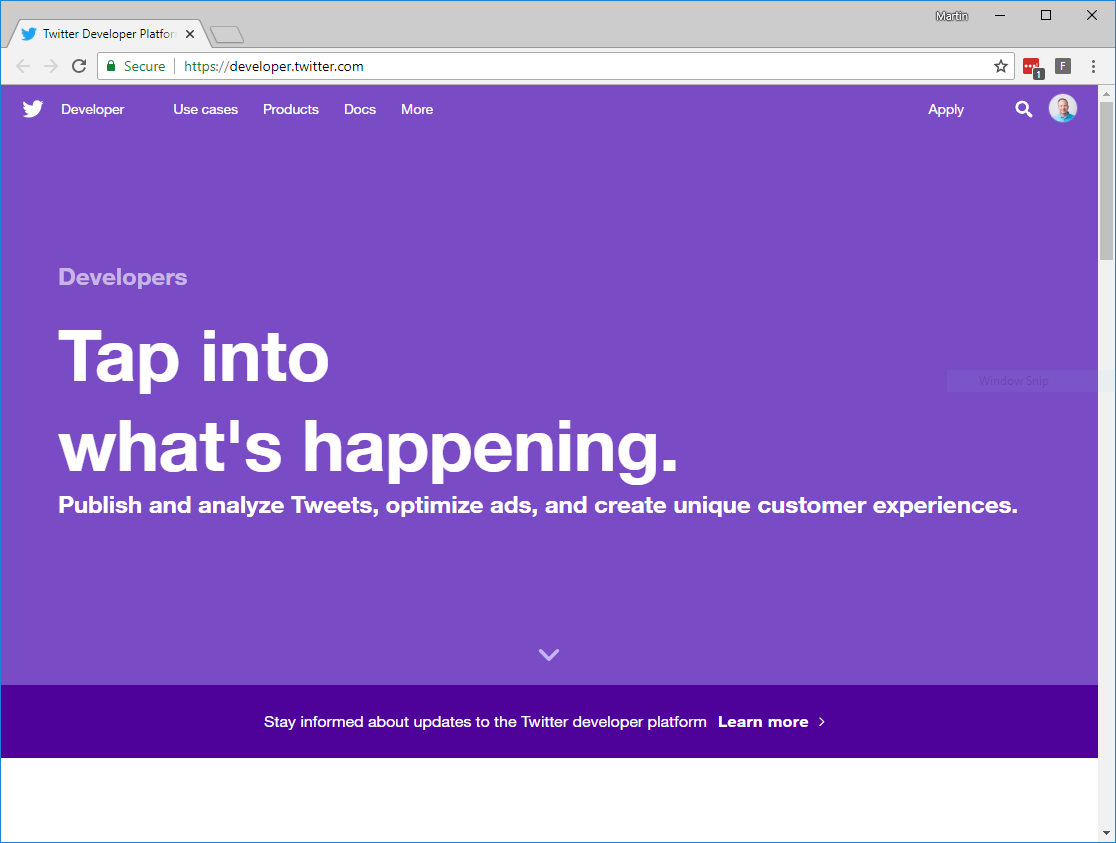 Martin
Twitter Developer Platfor
Secure https://developer.twitter.com
1
F
Developer Use cases Products Docs More Apply
Developers
Tap into
what's happening.
Window Snip
Publish and analyze Tweets, optimize ads, and create unique customer experiences.
Stay informed about updates to the Twitter developer platform Learn more